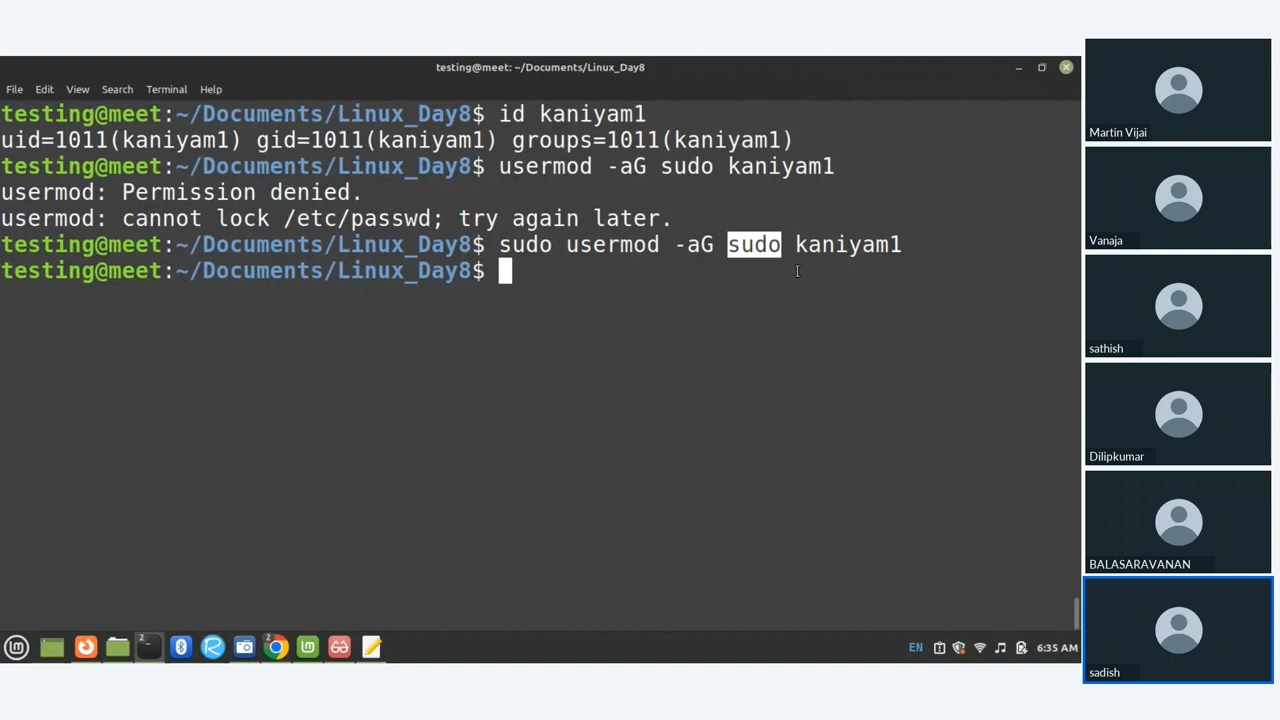 testing@meet: ~/Documents/Linux_Day8
File Edit View Search Terminal Help
testing@meet:~/Documents/Linux_Day8$ id kaniyam1
uid=1011(kaniyam1) gid=1011(kaniyam1) groups=1011(kaniyam1)
testing@meet:~/Documents/Linux_Day8$ usermod -aG sudo kaniyam1
usermod: Permission denied.
usermod: cannot lock /etc/passwd; try again later.
testing@meet:~/Documents/Linux_Day8$ sudo usermod -aG sudo kaniyam1
testing@meet:~/Documents/Linux_Day8$
2
2
EN
6:35 AM
Martin Vijai
Vanaja
sathish
Dilipkumar
BALASARAVANAN
sadish